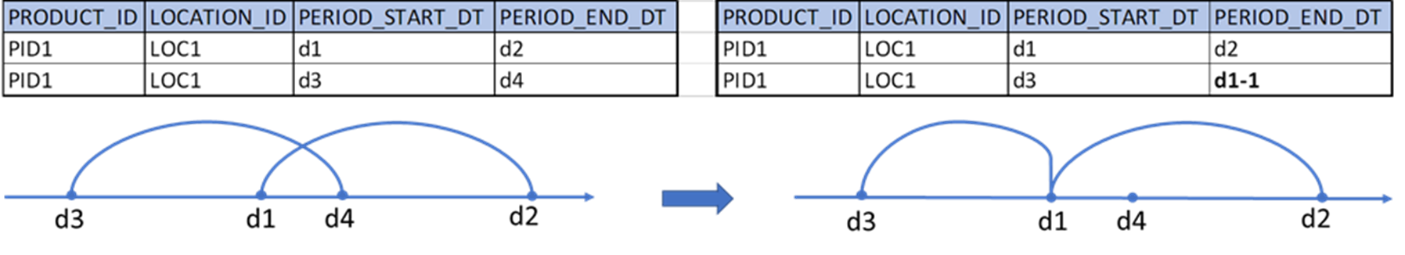 PRODUCT_ID LOCATION_ID PERIOD_START_DT PERIOD_END_DT
PID1 LOC1 d1 d2
PID1 LOC1 d3 d4
PRODUCT_ID LOCATION_ID PERIOD_START_DT PERIOD_END_DT
PID1 LOC1 d1 d2
PID1 LOC1 d3 d1-1
d3 d1 d4 d2
d3 d1 d4 d2